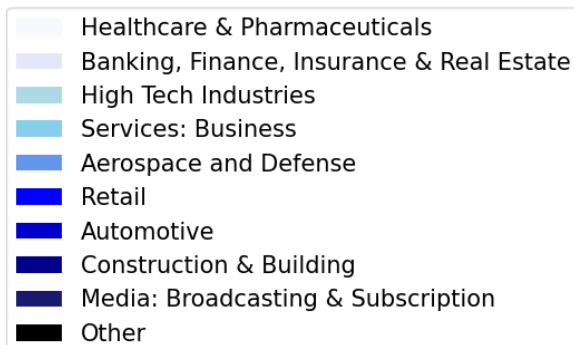 Healthcare & Pharmaceuticals
Banking, Finance, Insurance & Real Estate
High Tech Industries
Services: Business
Aerospace and Defense
Retail
Automotive
Construction & Building
Media: Broadcasting & Subscription
Other